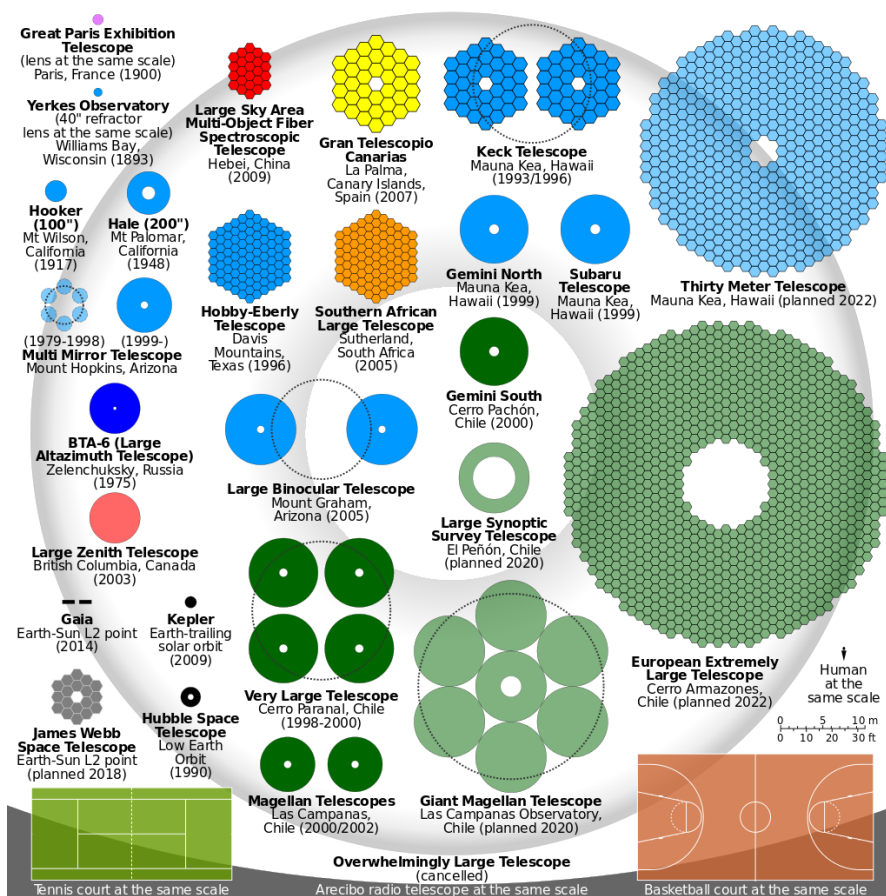 Great Paris Exhibition
Telescope
(lens at the same scale)
Paris, France (1900)
Yerkes Observatory
(40" refractor
lens at the same scale)
Williams Bay,
Wisconsin (1893)
Hooker
(100")
Mt Wilson,
California
(1917)
Hale (200")
Mt Palomar,
California
(1948)
(1979-1998)
(1999-)
Multi Mirror Telescope
Mount Hopkins, Arizona
BTA-6 (Large
Altazimuth Telescope)
Zelenchuksky, Russia
(1975)
Large Zenith Telescope
British Columbia, Canada
(2003)
Gaia
Earth-Sun L2 point
(2014)
Kepler
Earth-trailing
solar orbit
(2009)
James Webb
Space Telescope
Earth-Sun L2 point
(planned 2018)
Hubble Space
Telescope
Low Earth
Orbit
(1990)
Large Sky Area
Multi-Object Fiber
Spectroscopic
Telescope
Hebei, China
(2009)
Gran Telescopio
Canarias
La Palma,
Canary Islands,
Spain (2007)
Keck Telescope
Mauna Kea, Hawaii
(1993/1996)
Hobby-Eberly
Telescope
Davis
Mountains,
Texas (1996)
Southern African
Large Telescope
Sutherland,
South Africa
(2005)
Gemini North
Mauna Kea,
Hawaii (1999)
Subaru
Telescope
Mauna Kea,
Hawaii (1999)
Thirty Meter Telescope
Mauna Kea, Hawaii (planned 2022)
Gemini South
Cerro Pachón,
Chile (2000)
Large Binocular Telescope
Mount Graham,
Arizona (2005)
Large Synoptic
Survey Telescope
El Peñón, Chile
(planned 2020)
European Extremely
Large Telescope
Cerro Armazones,
Chile (planned 2022)
Human
at the
same scale
0 5 10 m
0 10 20 30 ft
Very Large Telescope
Cerro Paranal, Chile
(1998-2000)
Magellan Telescopes
Las Campanas,
Chile (2000/2002)
Giant Magellan Telescope
Las Campanas Observatory,
Chile (planned 2020)
Overwhelmingly Large Telescope
(cancelled)
Tennis court at the same scale
Arecibo radio telescope at the same scale
Basketball court at the same scale